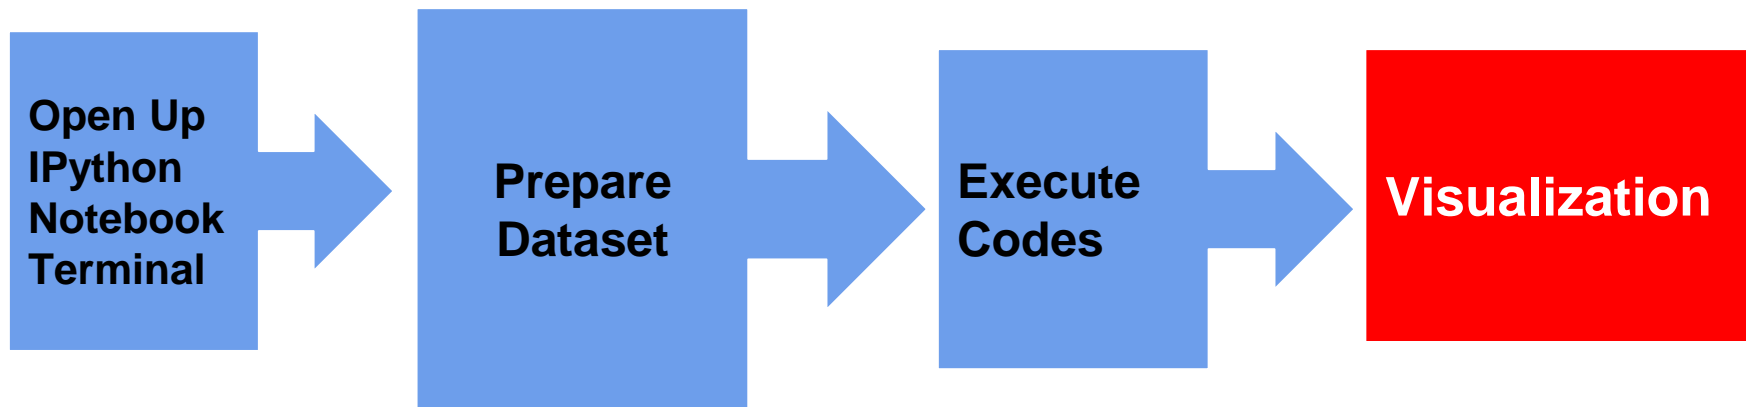 Open Up
IPython
Notebook
Terminal
Prepare
Dataset
Execute
Codes
Visualization